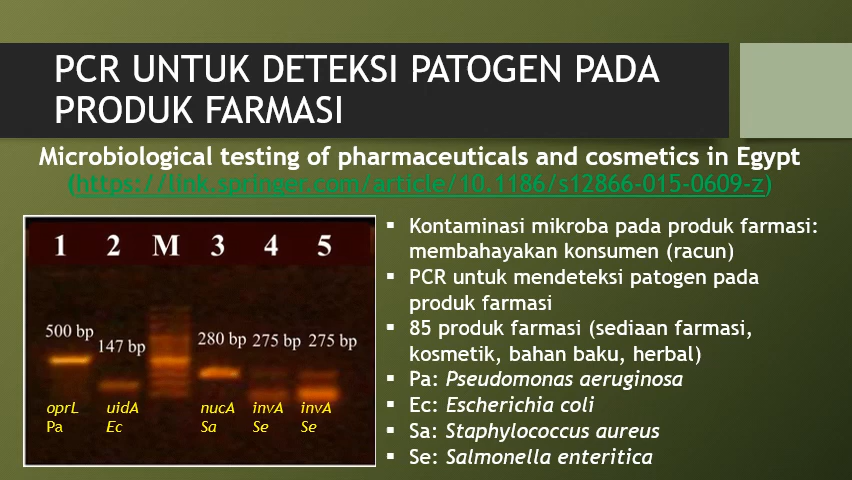 PCR UNTUK DETEKSI PATOGEN PADA
PRODUK FARMASI
Microbiological testing of pharmaceuticals and cosmetics in Egypt
(https://link.springer.com/article/10.1186/s12866-015-0609-z)
1 2 M 3 4 5
500 bp 147 bp 280 bp 275 bp 275 bp
oprL uidA nucA invA invA
Pa Ec Sa Se Se
▪ Kontaminasi mikroba pada produk farmasi:
membahayakan konsumen (racun)
▪ PCR untuk mendeteksi patogen pada
produk farmasi
▪ 85 produk farmasi (sediaan farmasi,
kosmetik, bahan baku, herbal)
▪ Pa: Pseudomonas aeruginosa
▪ Ec: Escherichia coli
▪ Sa: Staphylococcus aureus
▪ Se: Salmonella enteritica